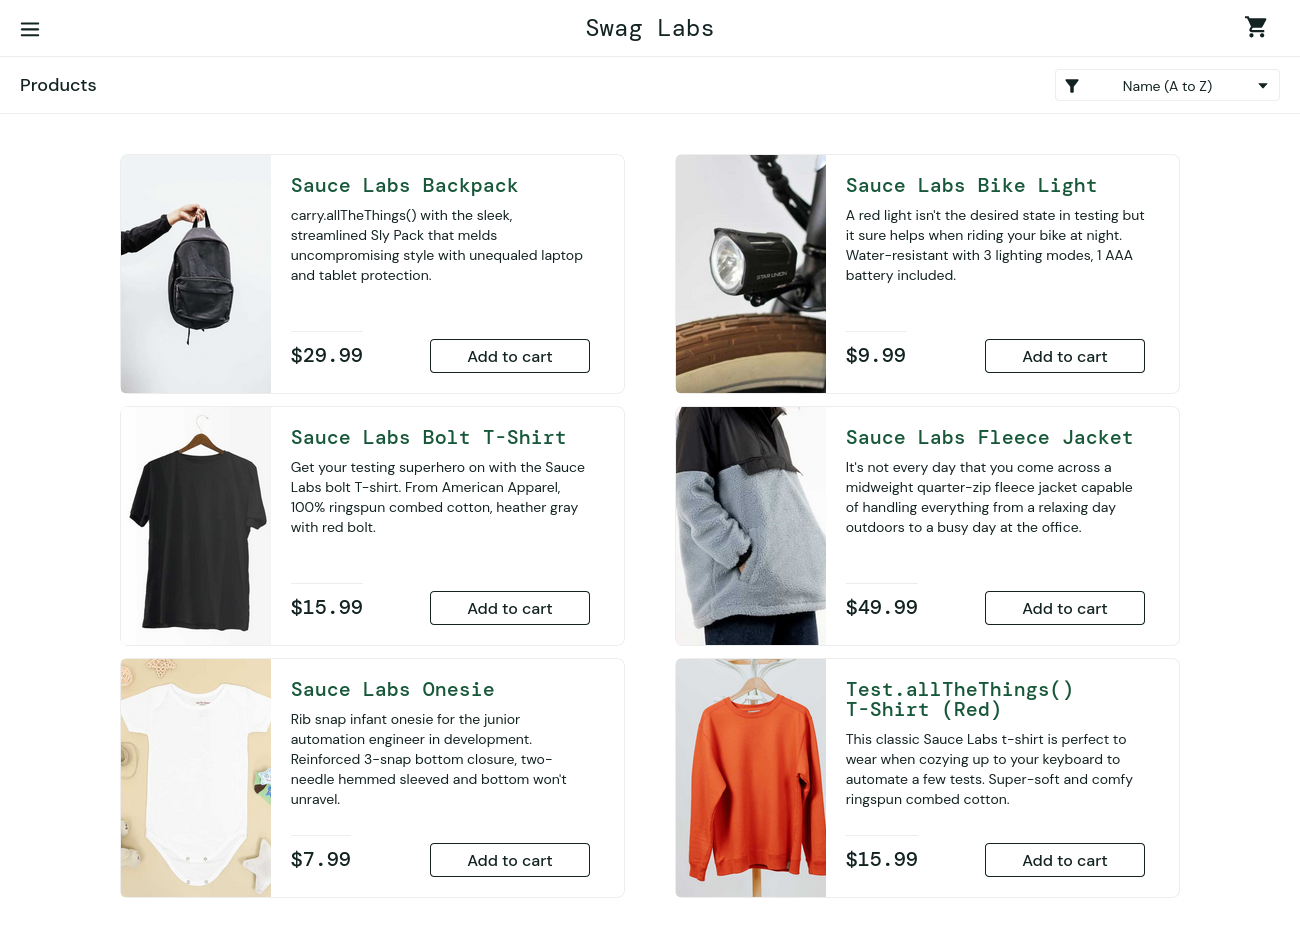 Swag Labs
Products
Name (A to Z)
Sauce Labs Backpack
carry.allTheThings() with the sleek,
streamlined Sly Pack that melds
uncompromising style with unequaled laptop
and tablet protection.
$29.99
Add to cart
Sauce Labs Bike Light
A red light isn't the desired state in testing but
it sure helps when riding your bike at night.
Water-resistant with 3 lighting modes, 1 AAA
battery included.
STAR UNION
$9.99
Add to cart
Sauce Labs Bolt T-Shirt
Get your testing superhero on with the Sauce
Labs bolt T-shirt. From American Apparel,
100% ringspun combed cotton, heather gray
with red bolt.
$15.99
Add to cart
Sauce Labs Fleece Jacket
It's not every day that you come across a
midweight quarter-zip fleece jacket capable
of handling everything from a relaxing day
outdoors to a busy day at the office.
$49.99
Add to cart
Sauce Labs Onesie
Rib snap infant onesie for the junior
automation engineer in development.
Reinforced 3-snap bottom closure, two-
needle hemmed sleeved and bottom won't
unravel.
$7.99
Add to cart
Test.allTheThings()
T-Shirt (Red)
This classic Sauce Labs t-shirt is perfect to
wear when cozying up to your keyboard to
automate a few tests. Super-soft and comfy
ringspun combed cotton.
$15.99
Add to cart